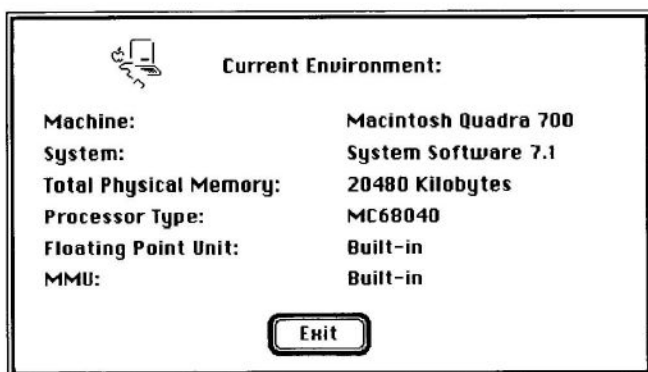 Current Environment:
Machine: Macintosh Quadra 700
System: System Software 7.1
Total Physical Memory: 20480 Kilobytes
Processor Type: MC68040
Floating Point Unit: Built-in
MMU: Built-in
Exit